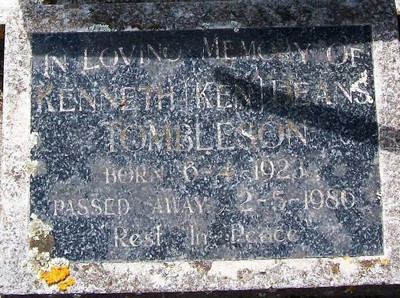 IN LOVING MEMORY OF
KENNETH (KEN) DEANS
TOMBLESON
BORN 6-4-1923
PASSED AWAY 2-5-1986
Rest In Peace